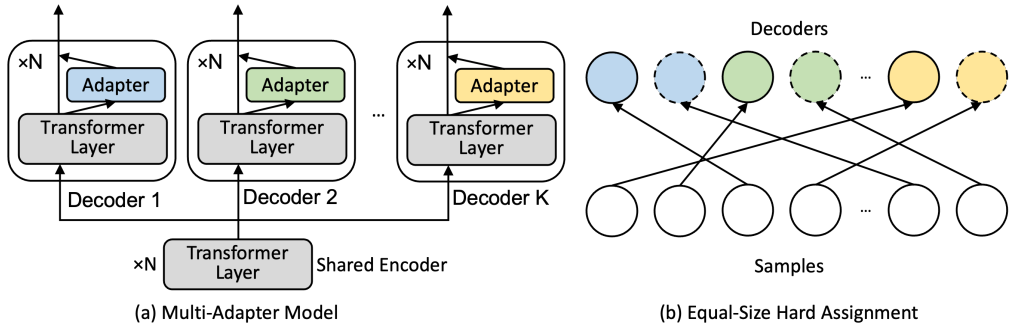 ×N
Adapter
Transformer
Layer
Decoder 1
×N
Adapter
Transformer
Layer
Decoder 2
...
×N
Adapter
Transformer
Layer
Decoder K
×N
Transformer
Layer
Shared Encoder
(a) Multi-Adapter Model
Decoders
...
...
Samples
(b) Equal-Size Hard Assignment